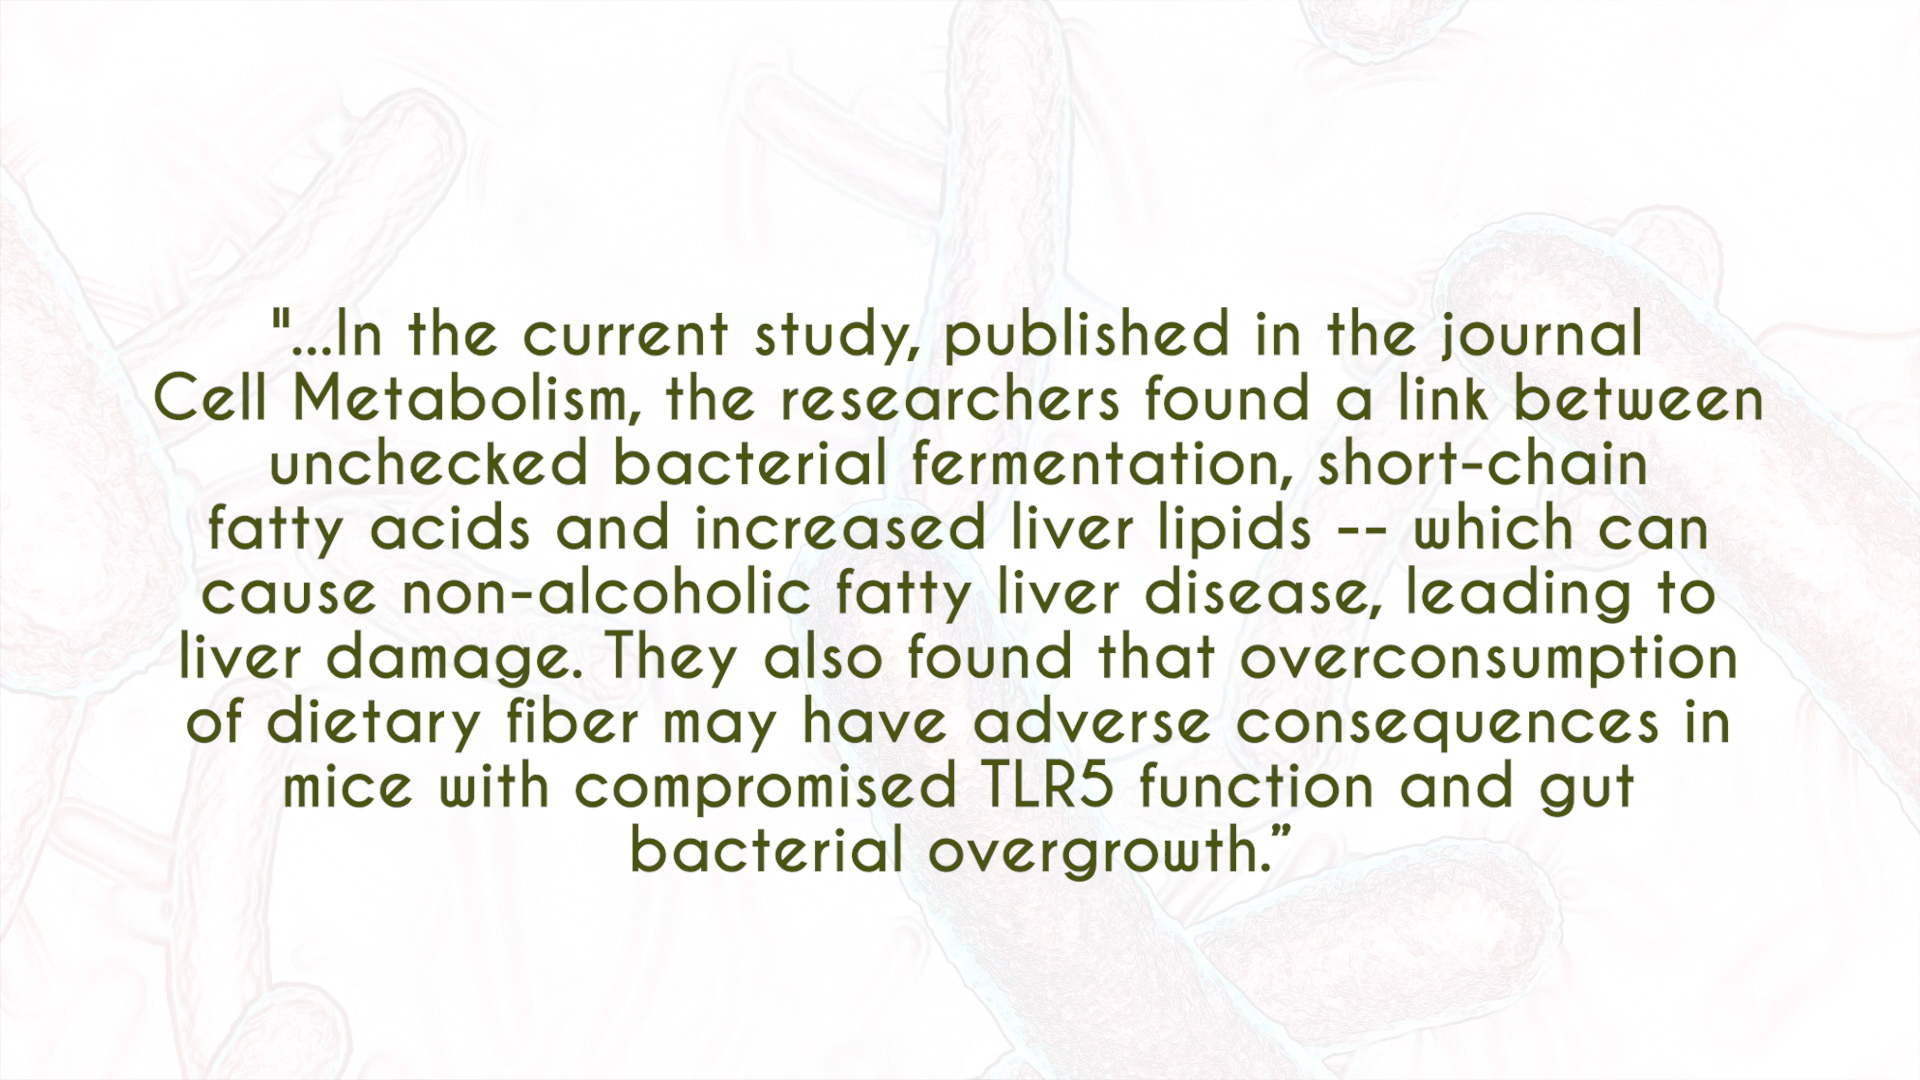 "...In the current study, published in the journal
Cell Metabolism, the researchers found a link between
unchecked bacterial fermentation, short-chain
fatty acids and increased liver lipids -- which can
cause non-alcoholic fatty liver disease, leading to
liver damage. They also found that overconsumption
of dietary fiber may have adverse consequences in
mice with compromised TLR5 function and gut
bacterial overgrowth.”